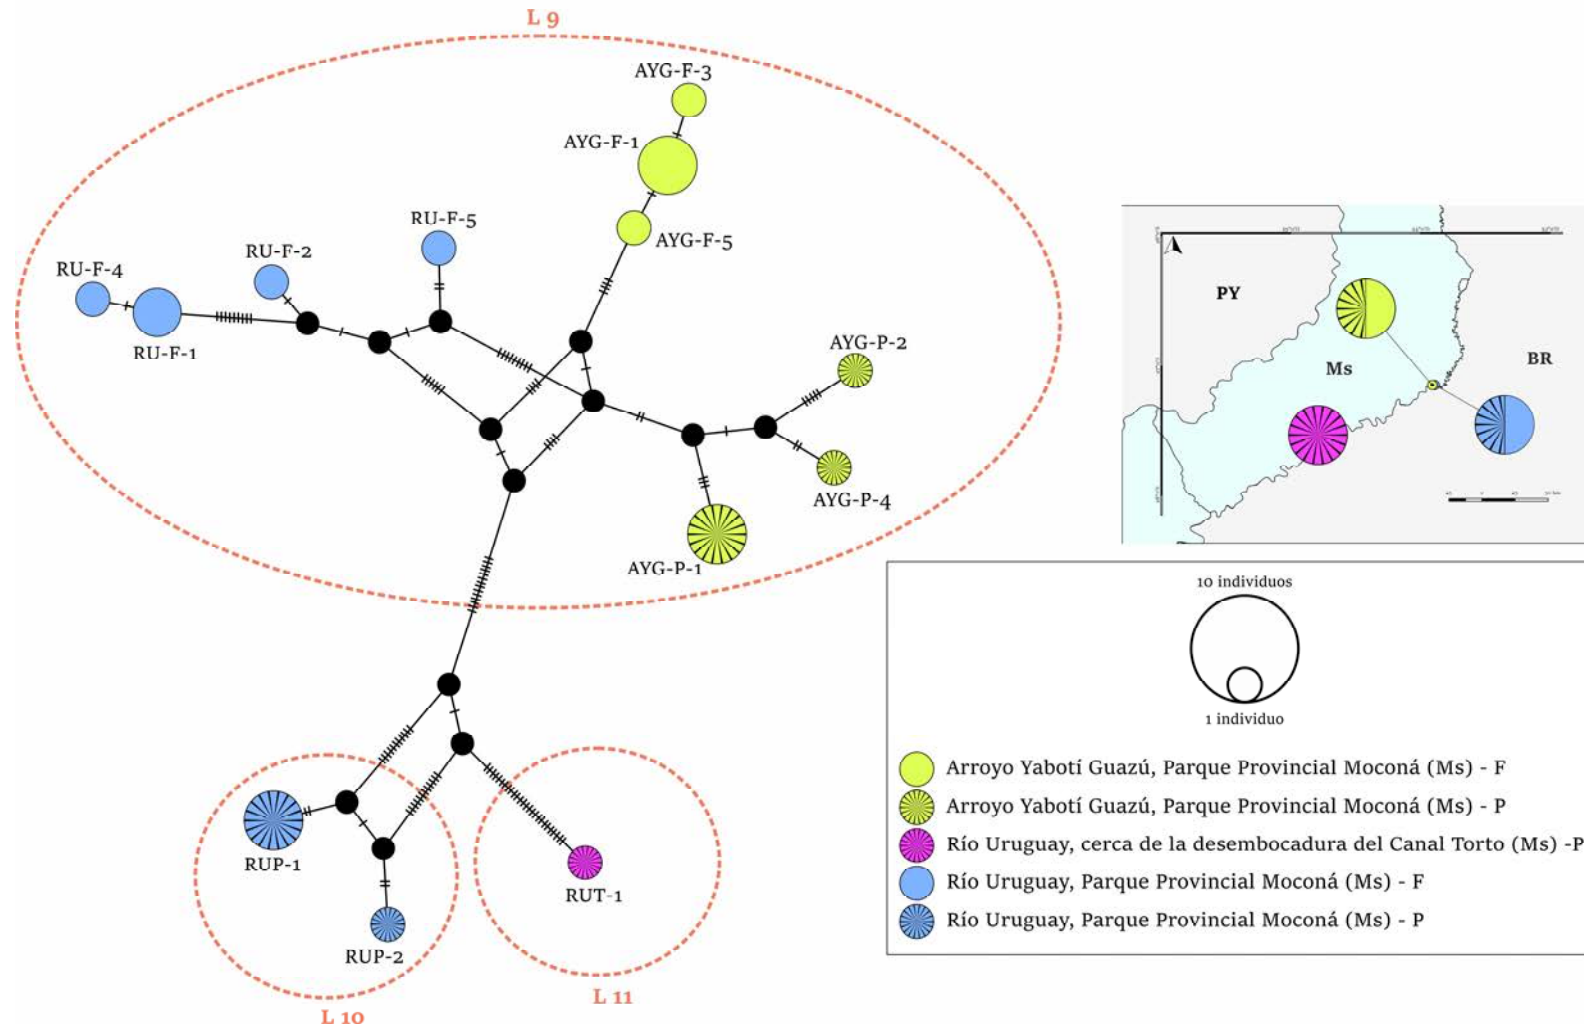 L 9
AYG-F-3
AYG-F-1
AYG-F-5
RU-F-5
RU-F-2
RU-F-4
RU-F-1
AYG-P-2
AYG-P-4
AYG-P-1
RUP-1
RUP-2
RUT-1
L 10
L 11
PY
Ms
BR
10 individuos
1 individuo
Arroyo Yabotí Guazú, Parque Provincial Moconá (Ms) - F
Arroyo Yabotí Guazú, Parque Provincial Moconá (Ms) - P
Río Uruguay, cerca de la desembocadura del Canal Torto (Ms) -P
Río Uruguay, Parque Provincial Moconá (Ms) - F
Río Uruguay, Parque Provincial Moconá (Ms) - P